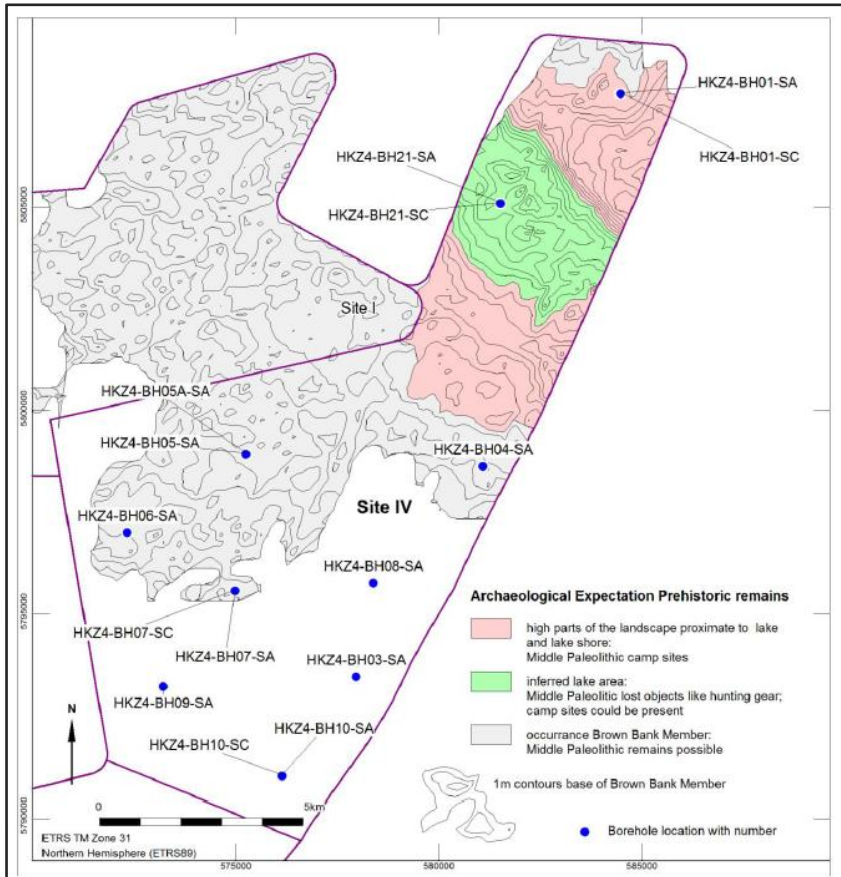 HKZ4-BH01-SA
HKZ4-BH01-SC
HKZ4-BH21-SA
HKZ4-BH21-SC
5805000
Site I
HKZ4-BH05A-SA
5800000
HKZ4-BH05-SA
HKZ4-BH04-SA
Site IV
HKZ4-BH06-SA
HKZ4-BH08-SA
Archaeological Expectation Prehistoric remains
5795000
high parts of the landscape proximate to lake
and lake shore:
Middle Paleolithic camp sites
HKZ4-BH07-SC
HKZ4-BH07-SA
HKZ4-BH03-SA
inferred lake area:
Middle Paleolitic lost objects like hunting gear;
camp sites could be present
HKZ4-BH09-SA
N
HKZ4-BH10-SA
HKZ4-BH10-SC
occurrance Brown Bank Member:
Middle Paleolithic remains possible
1m contours base of Brown Bank Member
0
5km
5790000
Borehole location with number
ETRS TM Zone 31
Northern Hemisphere (ETRS89)
575000
580000
585000